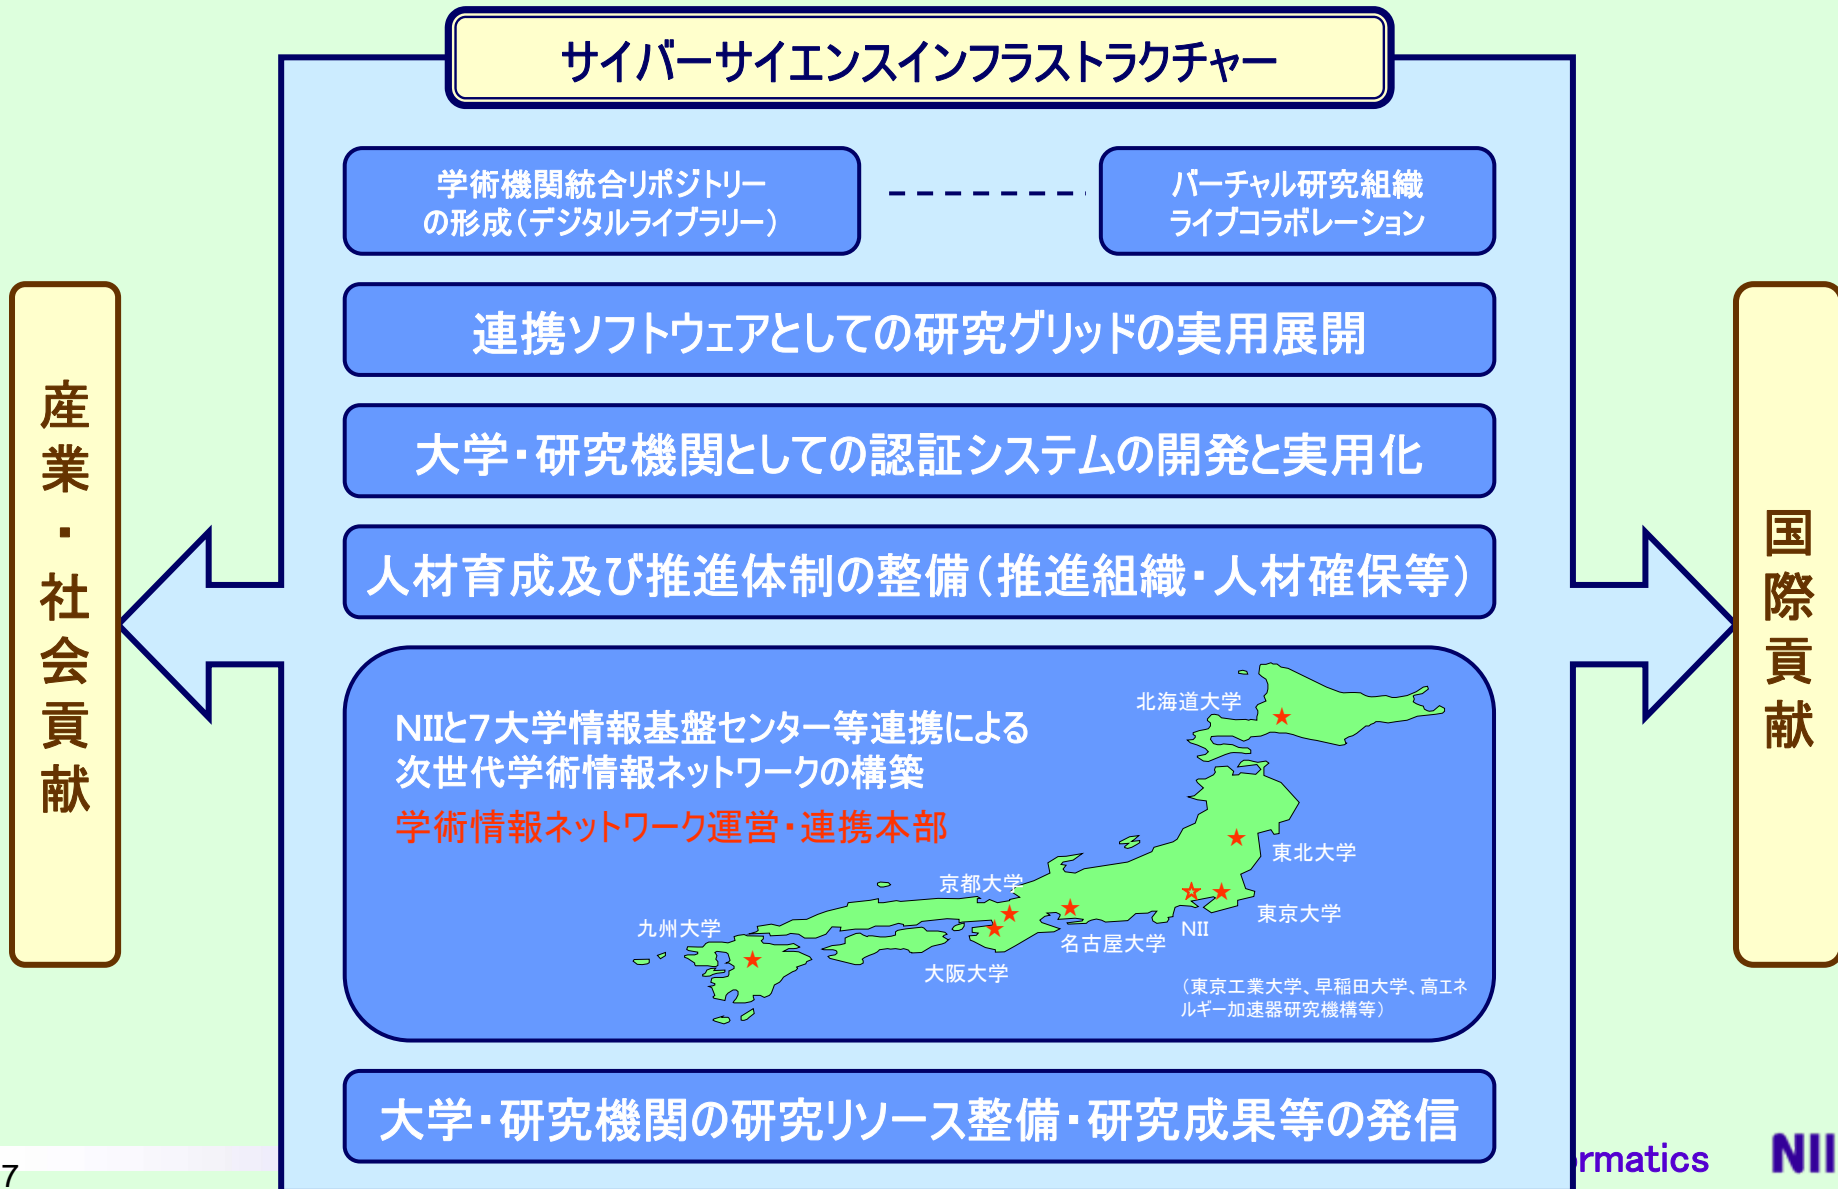 サイバーサイエンスインフラストラクチャー
学術機関統合リポジトリー
の形成（デジタルライブラリー）
バーチャル研究組織
ライブコラボレーション
連携ソフトウェアとしての研究グリッドの実用展開
大学・研究機関としての認証システムの開発と実用化
人材育成及び推進体制の整備（推進組織・人材確保等）
産業・社会貢献
国際貢献
NIIと７大学情報基盤センター等連携による
次世代学術情報ネットワークの構築
学術情報ネットワーク運営・連携本部
北海道大学
東北大学
京都大学
東京大学
九州大学
NII
名古屋大学
大阪大学
（東京工業大学、早稲田大学、高エネ
ルギー加速器研究機構等）
大学・研究機関の研究リソース整備・研究成果等の発信
rmatics
NII
7